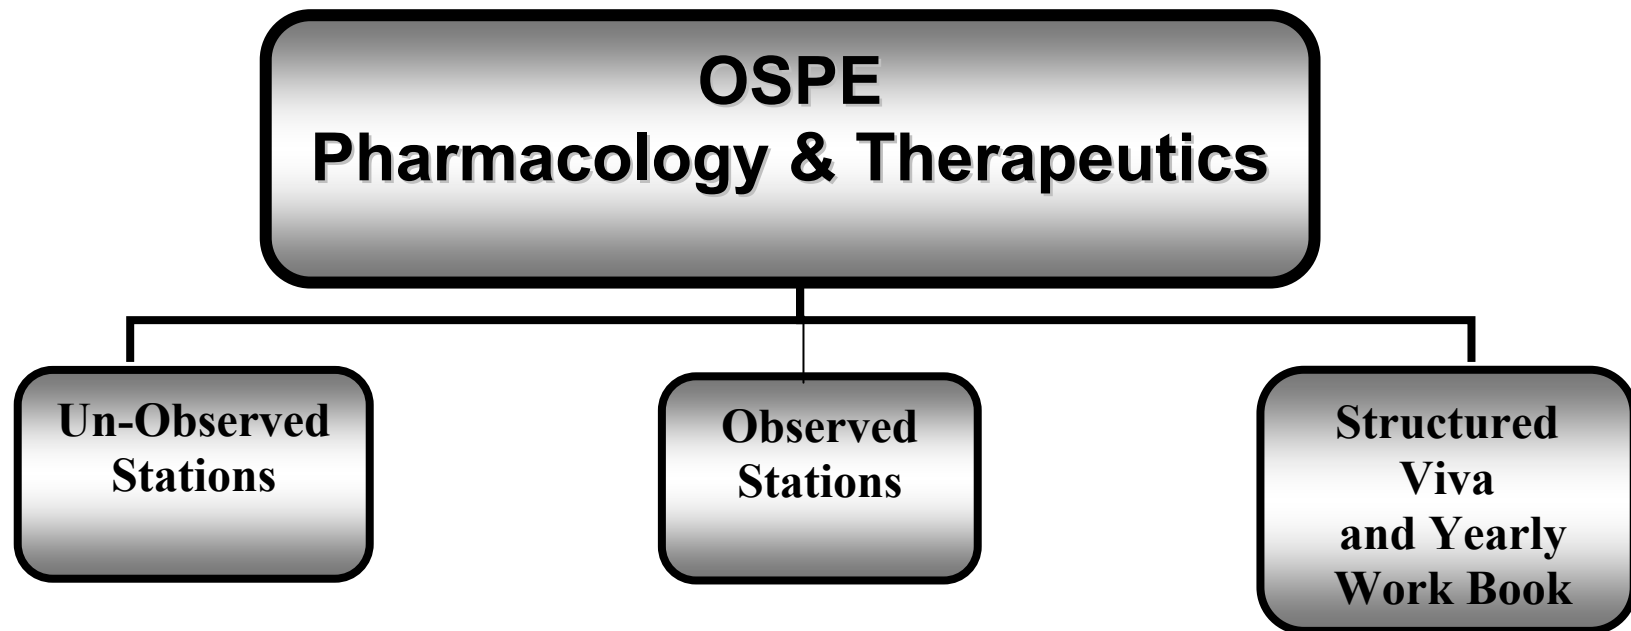 OSPE
Pharmacology & Therapeutics
Un-Observed
Stations
Observed
Stations
Structured
Viva
and Yearly
Work Book